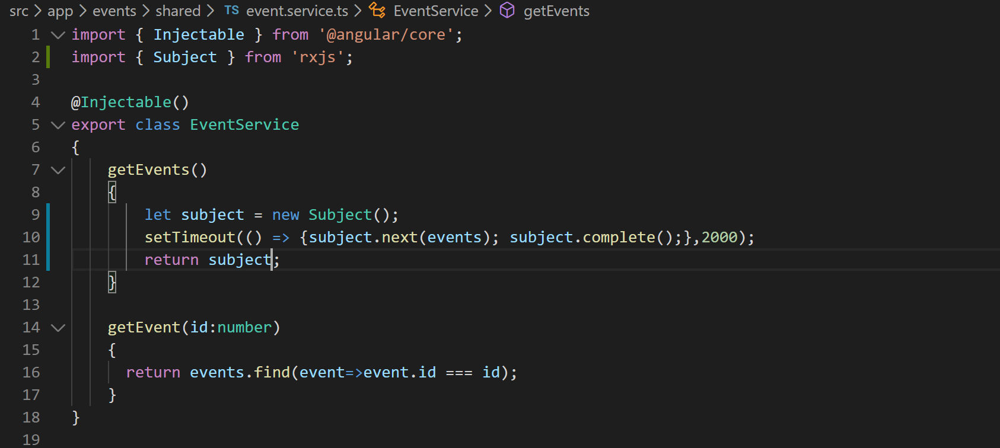 src > app > events > shared > TS event.service.ts > EventService > getEvents
1 import { Injectable } from '@angular/core';
2 import { Subject } from 'rxjs';
3
4 @Injectable()
5 export class EventService
6 {
7 getEvents()
8 {
9 let subject = new Subject();
10 setTimeout(() => {subject.next(events); subject.complete();},2000);
11 return subject;
12 }
13
14 getEvent(id:number)
15 {
16 return events.find(event=>event.id === id);
17 }
18 }
19